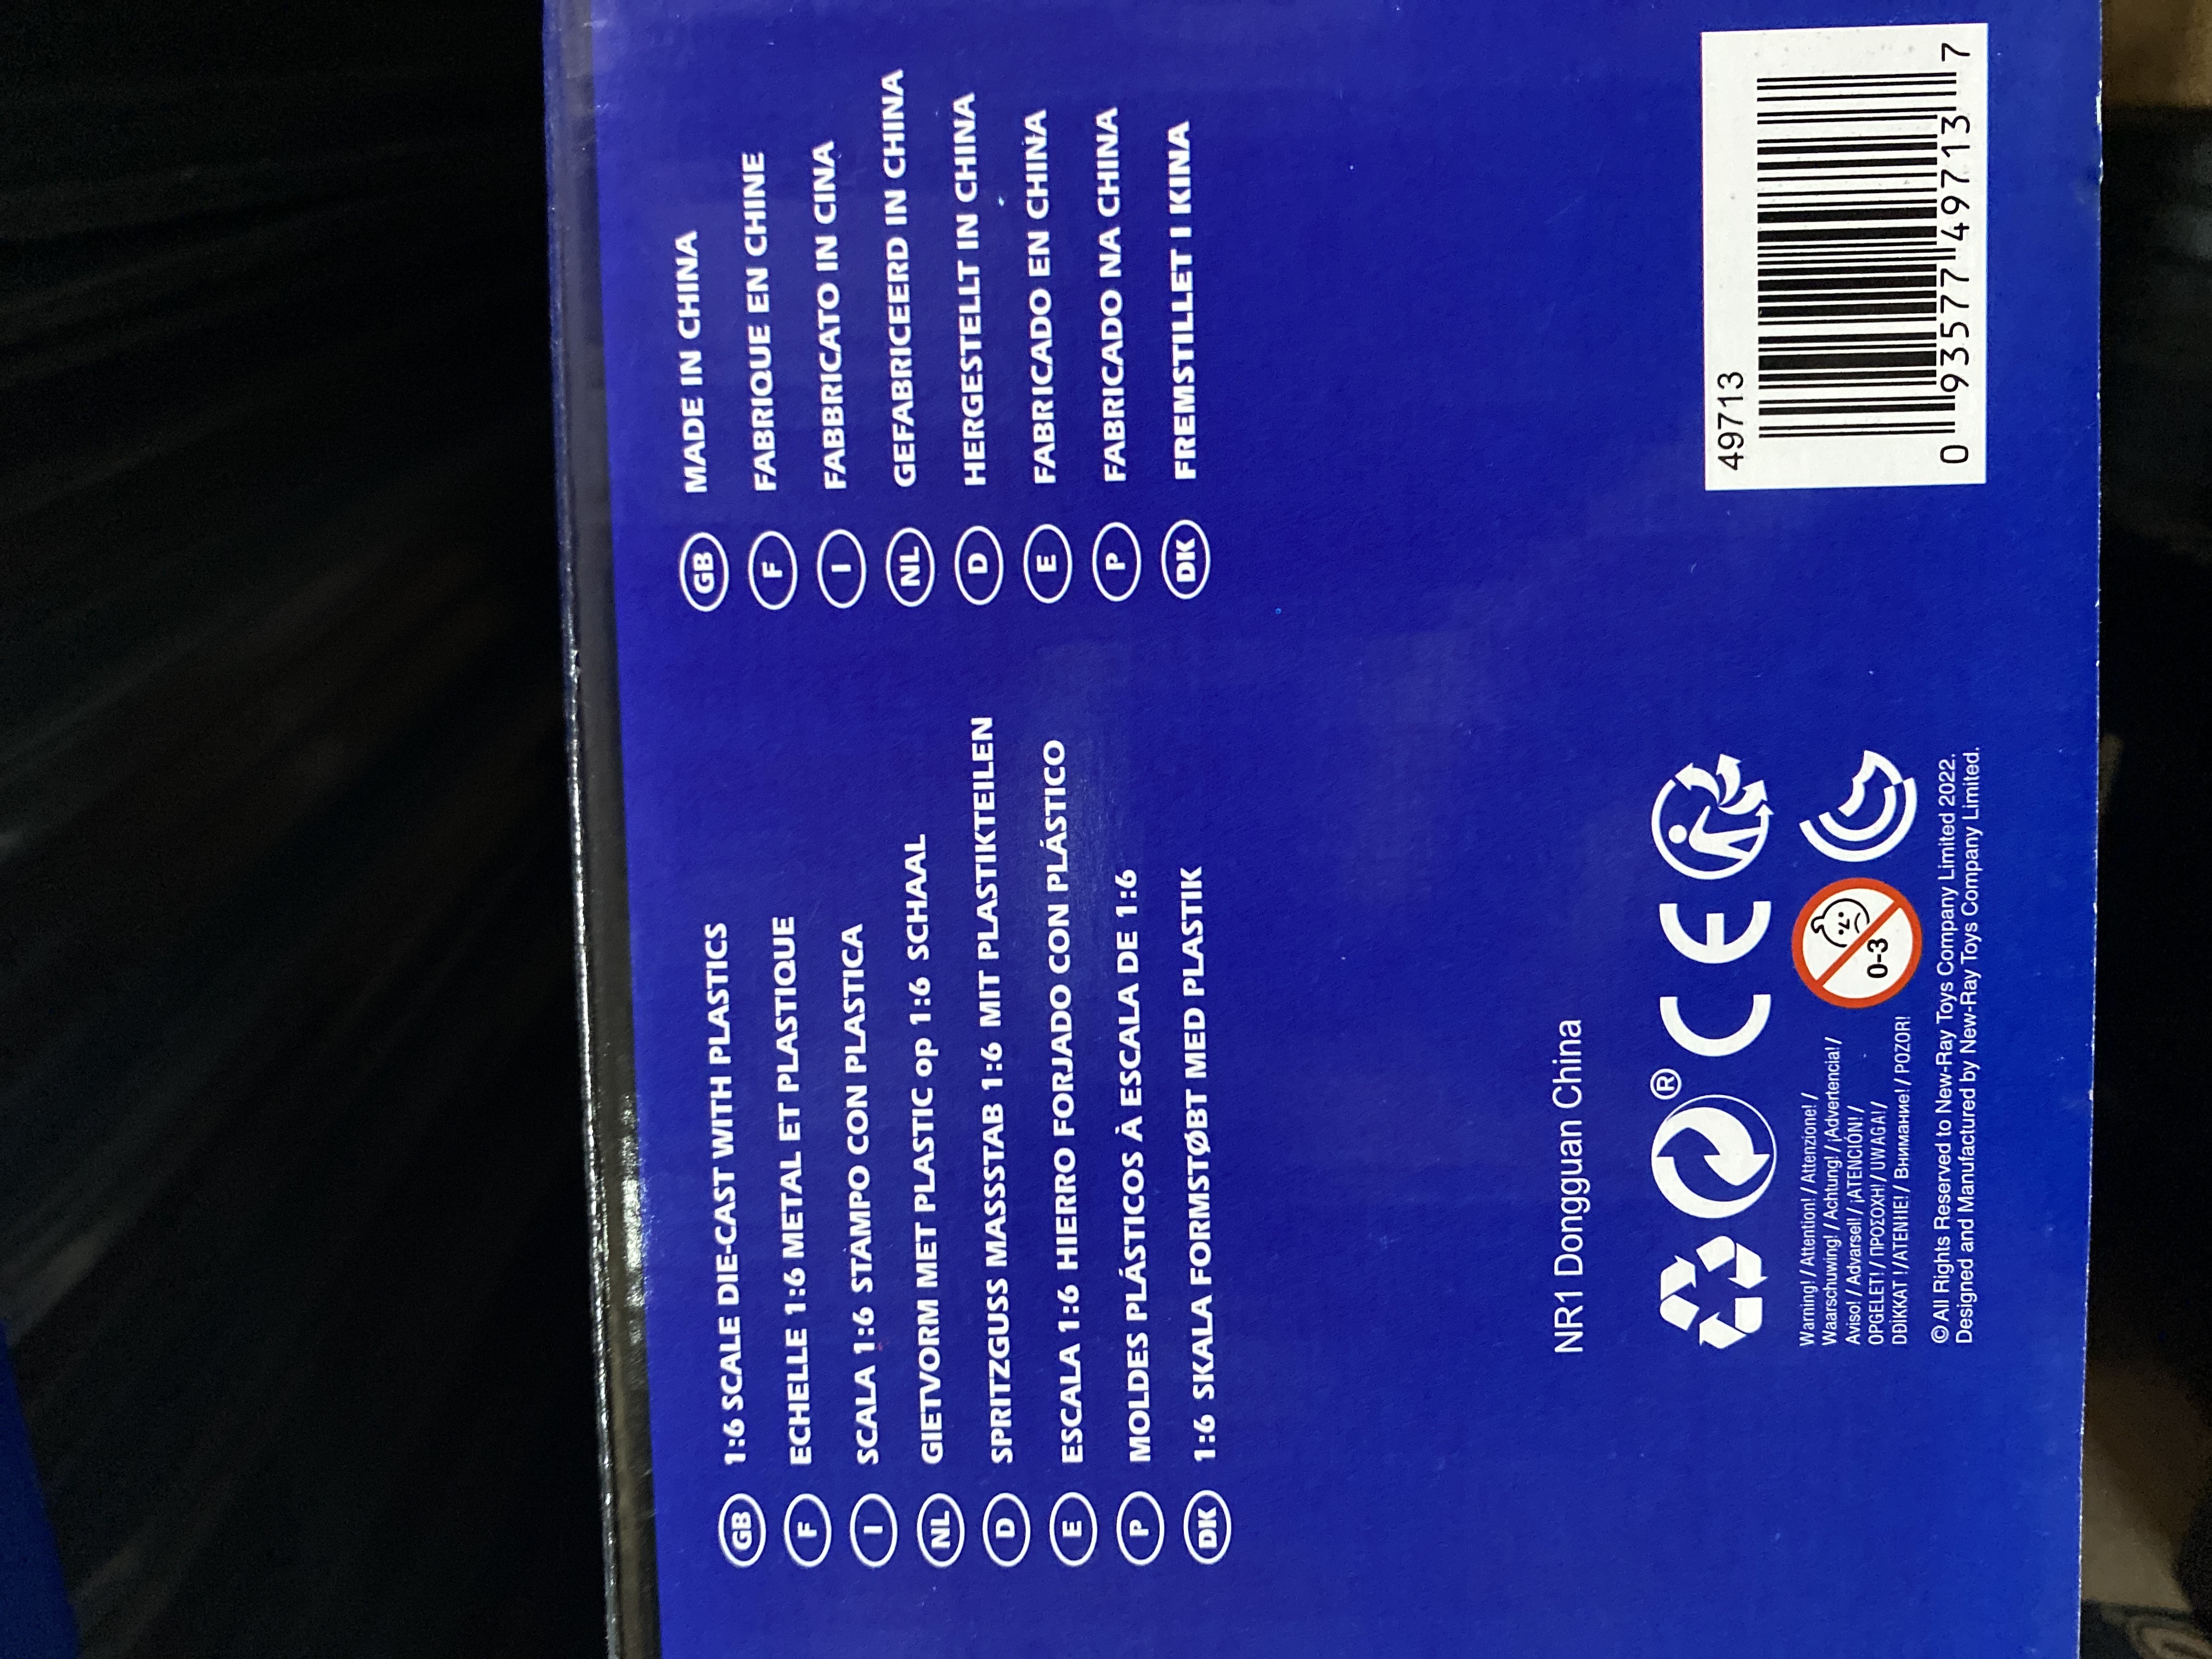 GB 1:6 SCALE DIE-CAST WITH PLASTICS
F ECHELLE 1:6 METAL ET PLASTIQUE
I SCALA 1:6 STAMPO CON PLASTICA
NL GIETVORM MET PLASTIC op 1:6 SCHAAL
D SPRITZGUSS MASSSTAB 1:6 MIT PLASTIKTEILEN
E ESCALA 1:6 HIERRO FORJADO CON PLÁSTICO
P MOLDES PLÁSTICOS À ESCALA DE 1:6
DK 1:6 SKALA FORMSTØBT MED PLASTIK
GB MADE IN CHINA
F FABRIQUE EN CHINE
I FABBRICATO IN CINA
NL GEFABRICEERD IN CHINA
D HERGESTELLT IN CHINA
E FABRICADO EN CHINA
P FABRICADO NA CHINA
DK FREMSTILLET I KINA
NR1 Dongguan China
® CE
Warning! / Attention! / Attenzione! /
Waarschuwing! / Achtung! / ¡Advertencia! /
Aviso! / Advarsel! / ¡ATENCIÓN! /
OPGELET! / ΠΡΟΣΟΧΗ! / UWAGA! /
DDİKKAT ! / ATENHE! / Внимание! / POZOR!
0-3
© All Rights Reserved to New-Ray Toys Company Limited 2022.
Designed and Manufactured by New-Ray Toys Company Limited.
49713
0 93577 49713 7